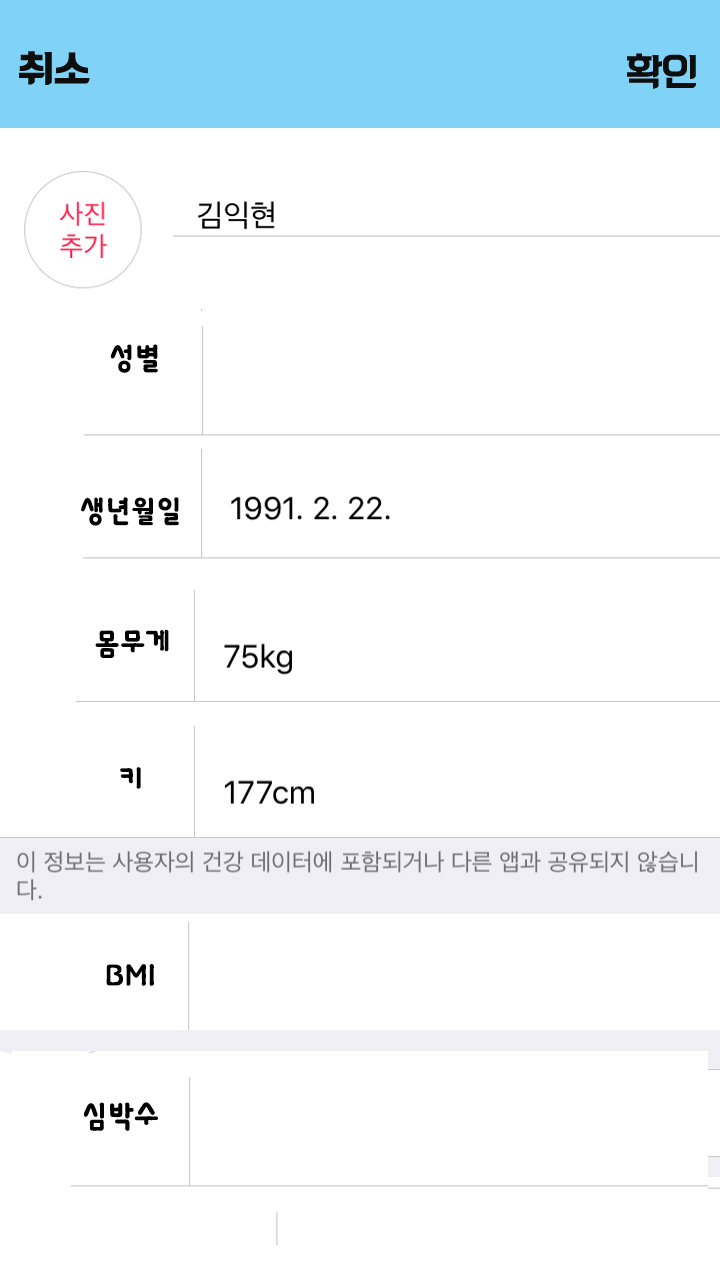 취소 확인
사진
추가
김익현
성별
생년월일 1991. 2. 22.
몸무게 75kg
키 177cm
이 정보는 사용자의 건강 데이터에 포함되거나 다른 앱과 공유되지 않습니
다.
BMI
심박수